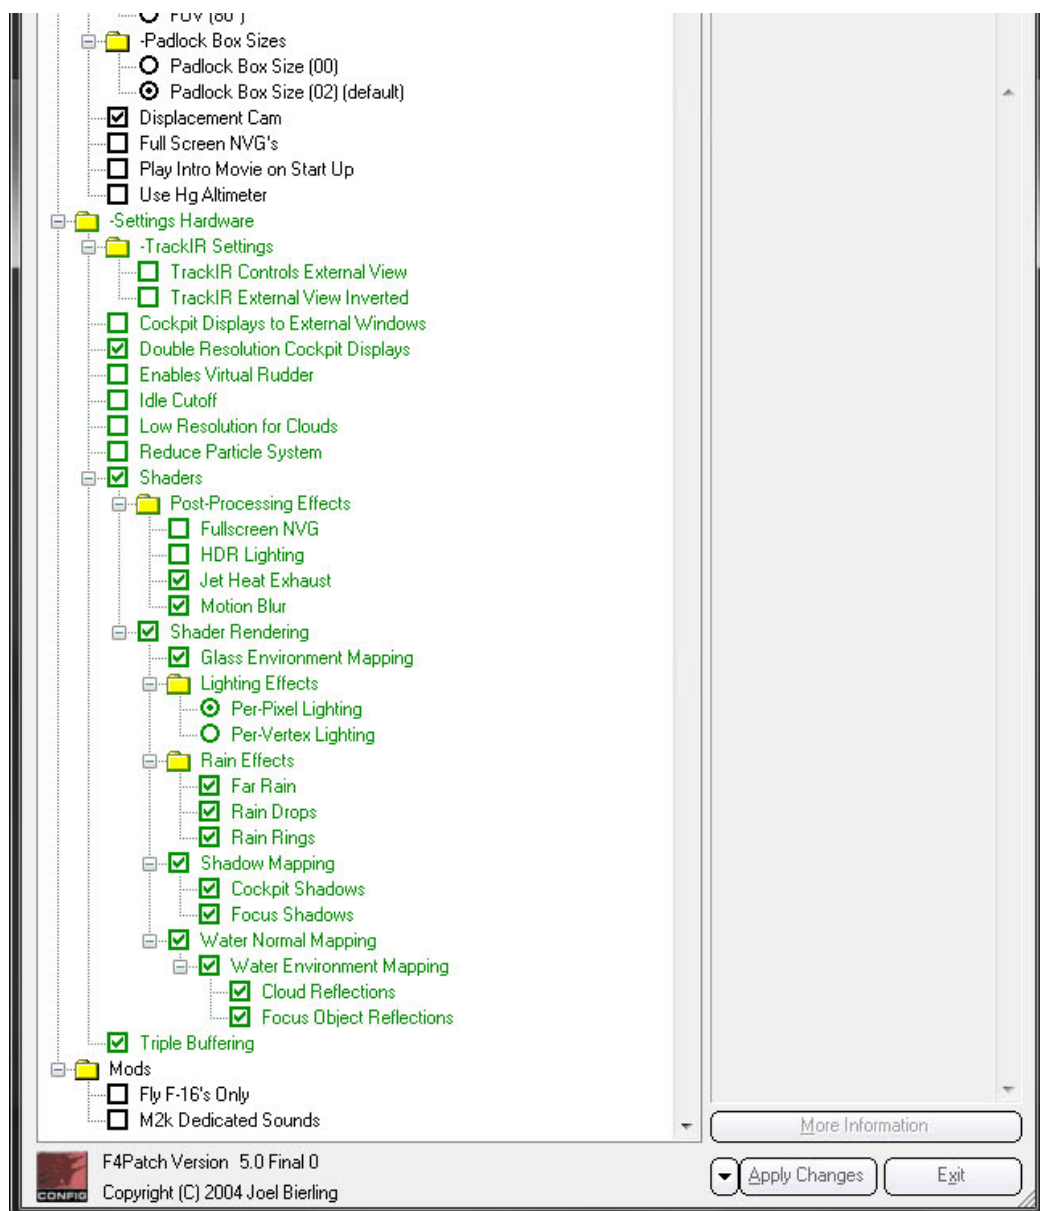 FOV (80°)
-Padlock Box Sizes
Padlock Box Size (00)
Padlock Box Size (02) (default)
Displacement Cam
Full Screen NVG's
Play Intro Movie on Start Up
Use Hg Altimeter
-Settings Hardware
-TrackIR Settings
TrackIR Controls External View
TrackIR External View Inverted
Cockpit Displays to External Windows
Double Resolution Cockpit Displays
Enables Virtual Rudder
Idle Cutoff
Low Resolution for Clouds
Reduce Particle System
Shaders
Post-Processing Effects
Fullscreen NVG
HDR Lighting
Jet Heat Exhaust
Motion Blur
Shader Rendering
Glass Environment Mapping
Lighting Effects
Per-Pixel Lighting
Per-Vertex Lighting
Rain Effects
Far Rain
Rain Drops
Rain Rings
Shadow Mapping
Cockpit Shadows
Focus Shadows
Water Normal Mapping
Water Environment Mapping
Cloud Reflections
Focus Object Reflections
Triple Buffering
Mods
Fly F-16's Only
M2k Dedicated Sounds
More Information
CONFIG
F4Patch Version 5.0 Final 0
Copyright (C) 2004 Joel Bierling
Apply Changes
Exit